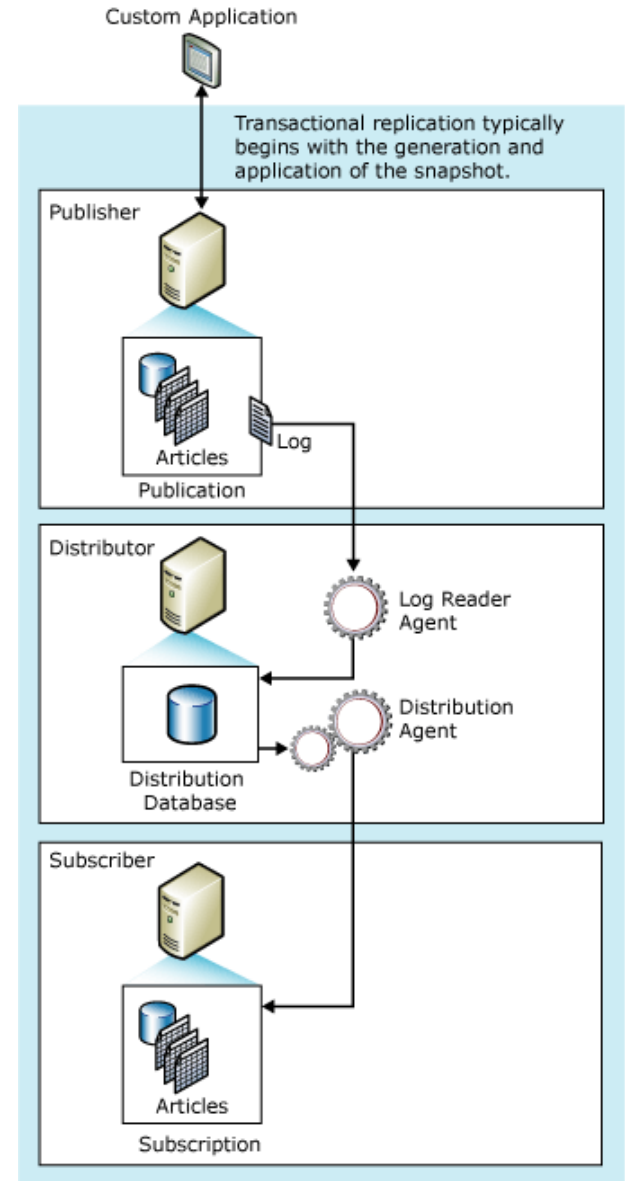 Custom Application
Transactional replication typically
begins with the generation and
application of the snapshot.
Publisher
Log
Articles
Publication
Distributor
Log Reader
Agent
Distribution
Agent
Distribution
Database
Subscriber
Articles
Subscription